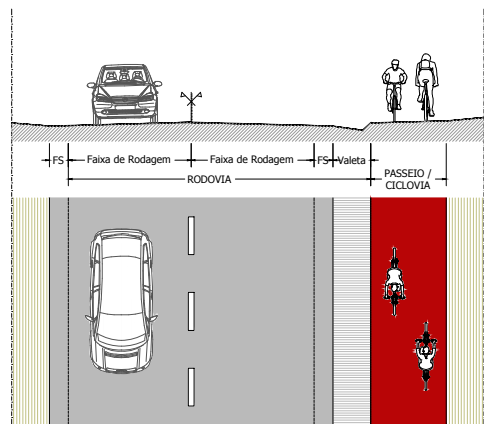 FS Faixa de Rodagem Faixa de Rodagem FS Valeta PASSEIO /
CICLOVIA
RODOVIA